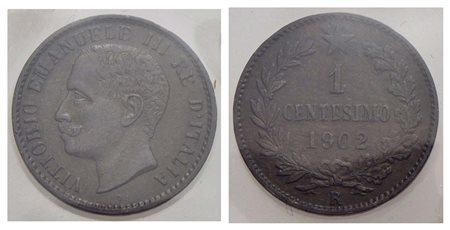 VITTORIO EMANUELE III RE D'ITALIA
1
CENTESIMO
1902
R